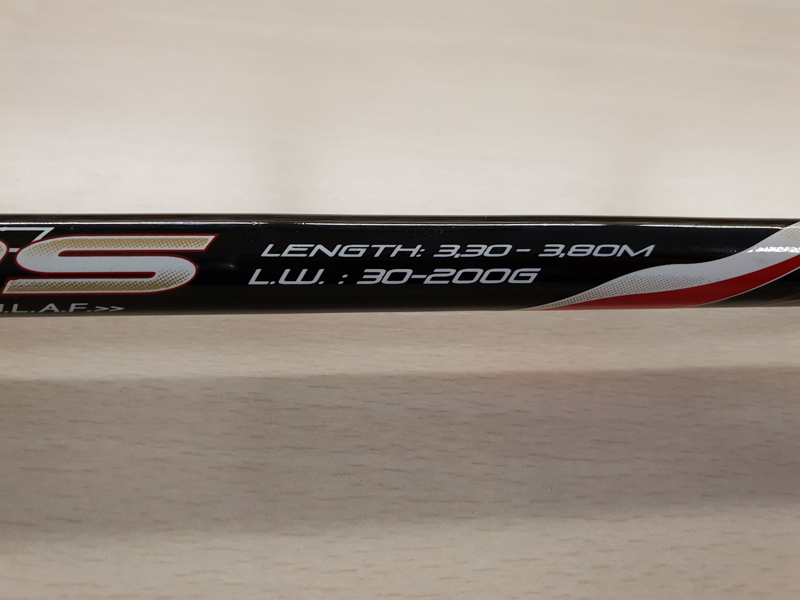 S
LENGTH: 3,30 - 3,80M
L.W. : 30-200G
.L.A.F.>>